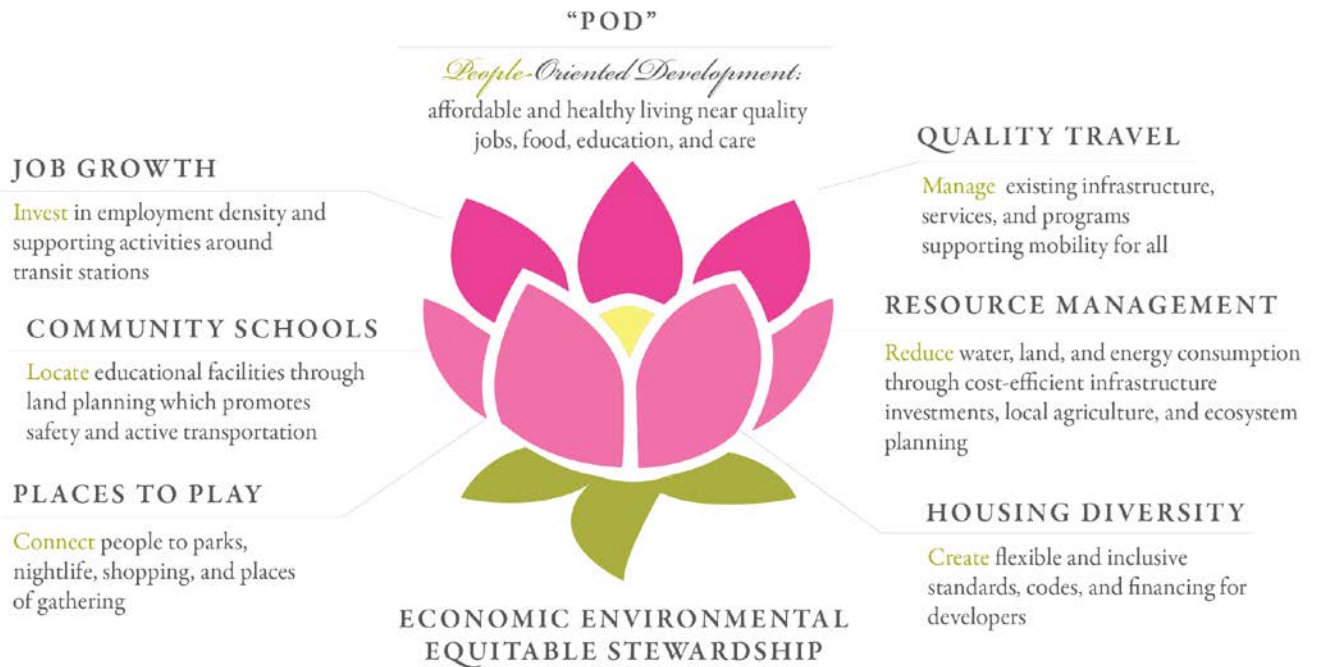 “POD”
People-Oriented Development:
affordable and healthy living near quality
jobs, food, education, and care
JOB GROWTH
Invest in employment density and
supporting activities around
transit stations
COMMUNITY SCHOOLS
Locate educational facilities through
land planning which promotes
safety and active transportation
PLACES TO PLAY
Connect people to parks,
nightlife, shopping, and places
of gathering
QUALITY TRAVEL
Manage existing infrastructure,
services, and programs
supporting mobility for all
RESOURCE MANAGEMENT
Reduce water, land, and energy consumption
through cost-efficient infrastructure
investments, local agriculture, and ecosystem
planning
HOUSING DIVERSITY
Create flexible and inclusive
standards, codes, and financing for
developers
ECONOMIC ENVIRONMENTAL
EQUITABLE STEWARDSHIP